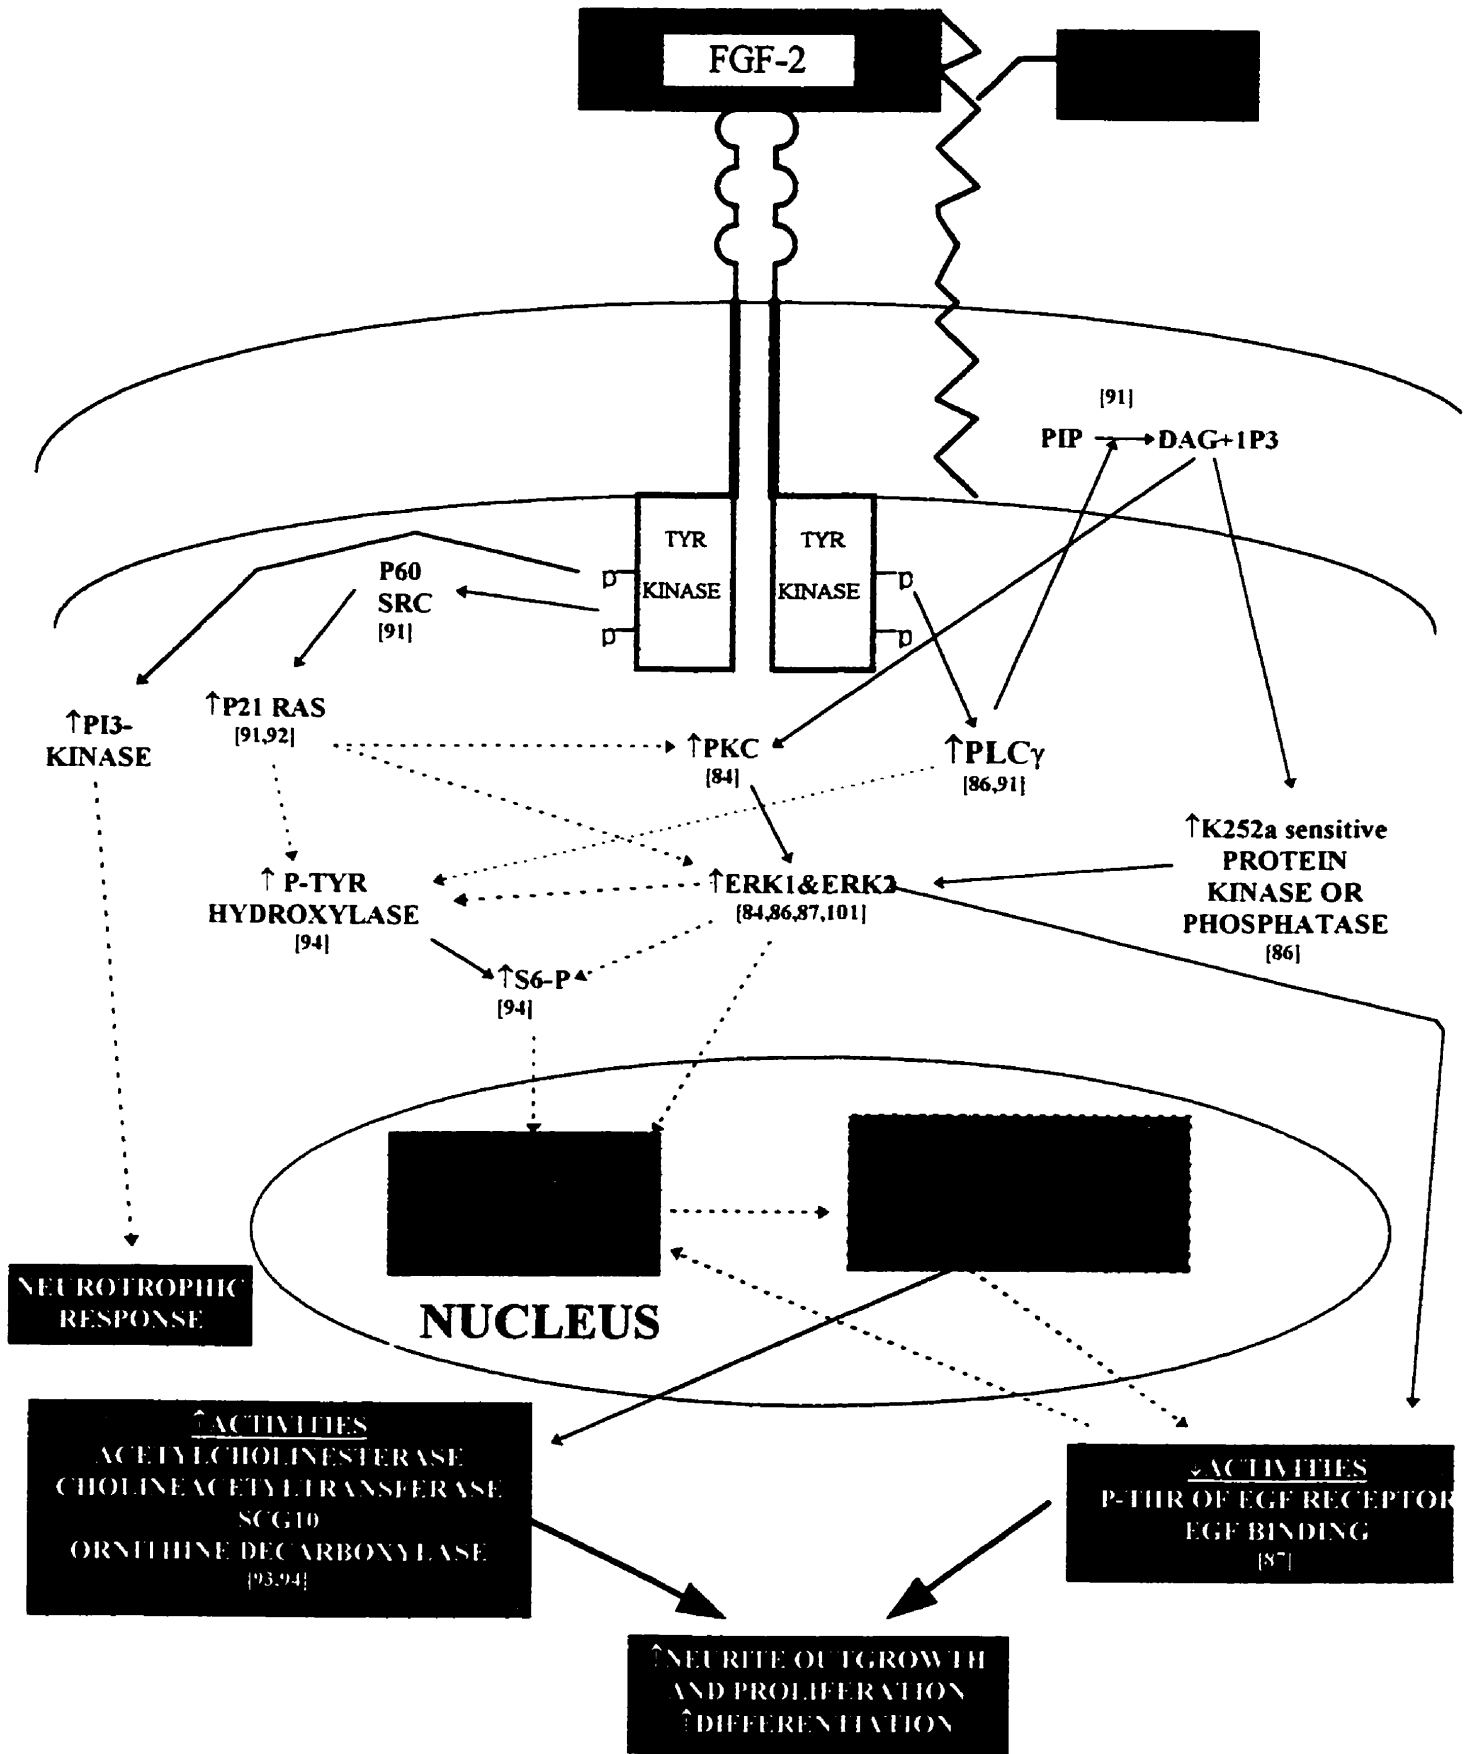 FGF-2
[91]
PIP
DAG+1P3
TYR
KINASE
TYR
KINASE
p
p
p
p
P60
SRC
[91]
↑PI3-
KINASE
↑P21 RAS
[91,92]
↑PKC
[84]
↑PLCγ
[86,91]
↑K252a sensitive
PROTEIN
KINASE OR
PHOSPHATASE
[86]
↑ P-TYR
HYDROXYLASE
[94]
↑ERK1&ERK2
[84,86,87,101]
↑S6-P
[94]
NUCLEUS
NEUROTROPHIC
RESPONSE
↑ACTIVITIES
ACETYLCHOLINESTERASE
CHOLINEACETYLTRANSFERASE
SCG10
ORNITHINE DECARBOXYLASE
[93,94]
↓ACTIVITIES
P-THR OF EGF RECEPTOR
EGF BINDING
[87]
↑NEURITE OUTGROWTH
AND PROLIFERATION
↑DIFFERENTIATION